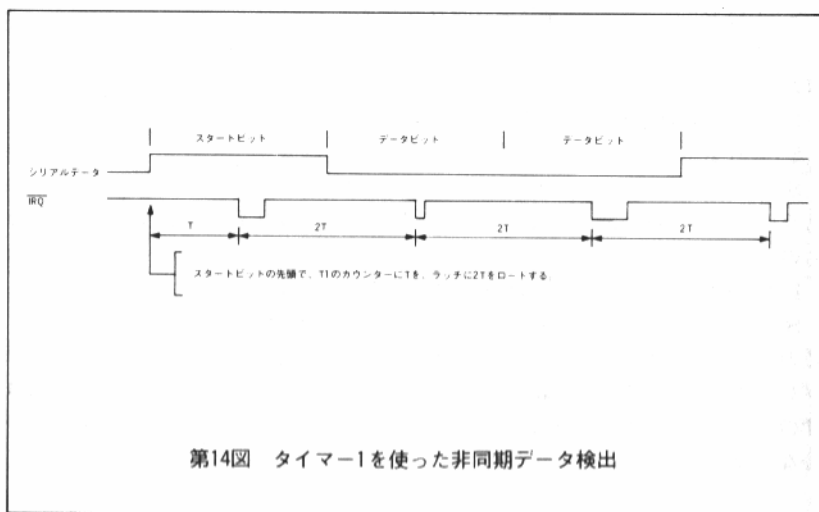 スタートビット データビット データビット
シリアルデータ
IRQ
T 2T 2T 2T
スタートビットの先頭で、T1のカウンターにTを、ラッチに2Tをロードする.
第14図 タイマー1を使った非同期データ検出